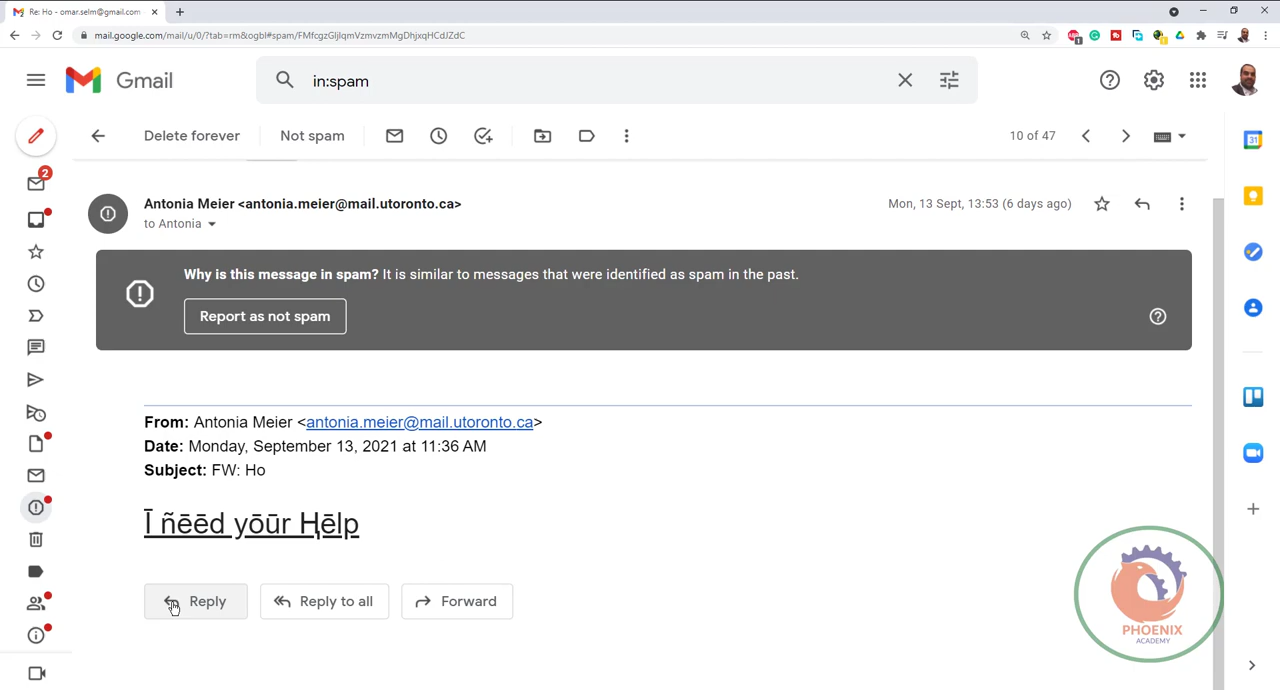 Re: Ho - omar.selm@gmail.com
mail.google.com/mail/u/0/?tab=rm&ogbl#spam/FMfcgzGljlqmVzmvzmMgDhjxqHCdJZdC
Gmail
in:spam
Delete forever
Not spam
10 of 47
2
31
Antonia Meier <antonia.meier@mail.utoronto.ca>
Mon, 13 Sept, 13:53 (6 days ago)
to Antonia
Why is this message in spam? It is similar to messages that were identified as spam in the past.
Report as not spam
From: Antonia Meier <antonia.meier@mail.utoronto.ca>
Date: Monday, September 13, 2021 at 11:36 AM
Subject: FW: Ho
Ī ñēēd yōūr Ħēlp
Reply
Reply to all
Forward
PHOENIX
ACADEMY